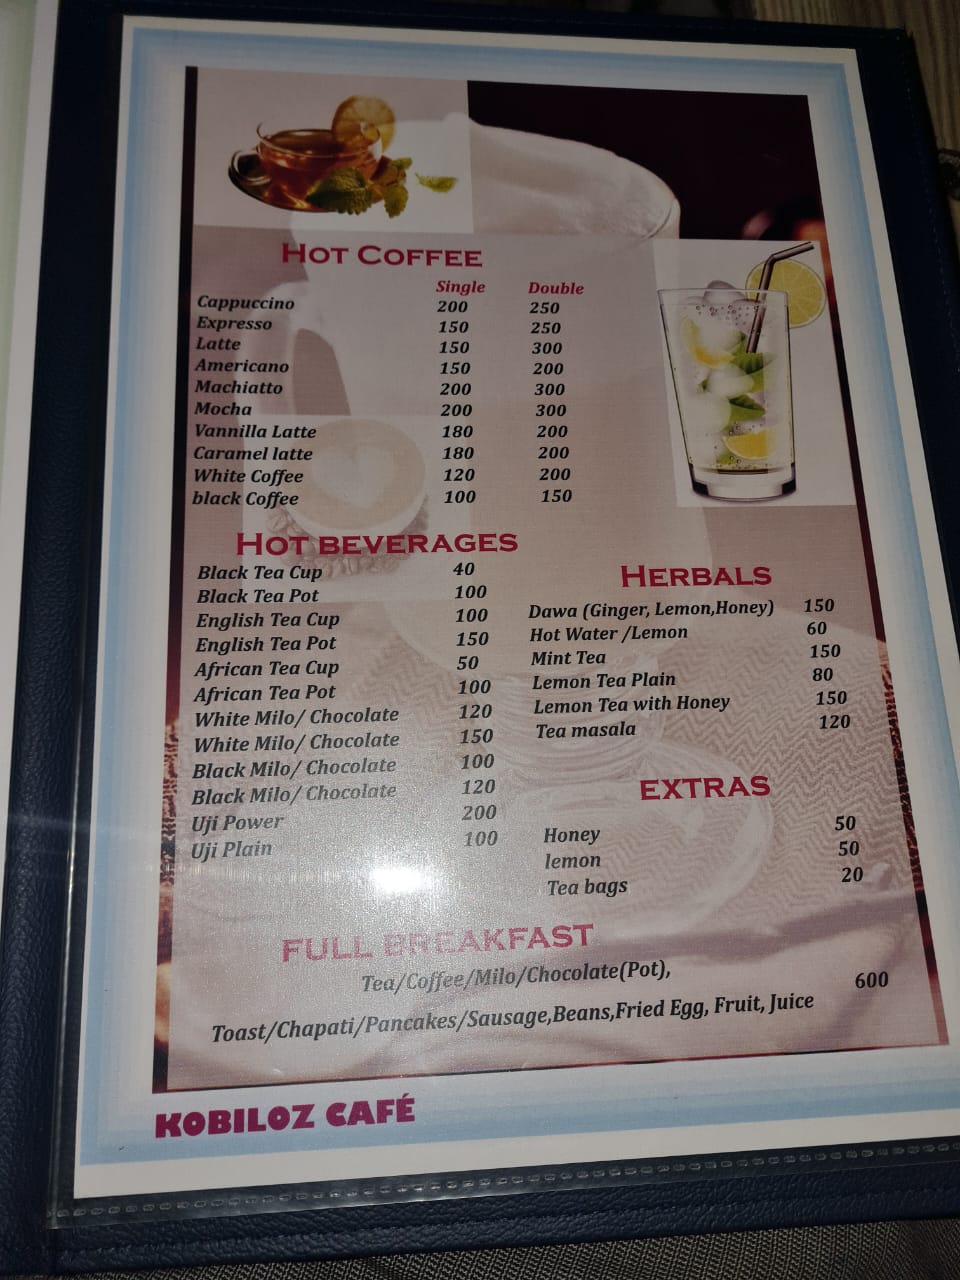 HOT COFFEE
Single Double
Cappuccino 200 250
Expresso 150 250
Latte 150 300
Americano 150 200
Machiatto 200 300
Mocha 200 300
Vannilla Latte 180 200
Caramel latte 180 200
White Coffee 120 200
black Coffee 100 150
HOT BEVERAGES
Black Tea Cup 40
Black Tea Pot 100
English Tea Cup 100
English Tea Pot 150
African Tea Cup 50
African Tea Pot 100
White Milo/ Chocolate 120
White Milo/ Chocolate 150
Black Milo/ Chocolate 100
Black Milo/ Chocolate 120
Uji Power 200
Uji Plain 100
HERBALS
Dawa (Ginger, Lemon,Honey) 150
Hot Water /Lemon 60
Mint Tea 150
Lemon Tea Plain 80
Lemon Tea with Honey 150
Tea masala 120
EXTRAS
Honey 50
lemon 50
Tea bags 20
FULL BREAKFAST
Tea/Coffee/Milo/Chocolate(Pot),
600
Toast/Chapati/Pancakes/Sausage,Beans,Fried Egg, Fruit, Juice
KOBILOZ CAFÉ